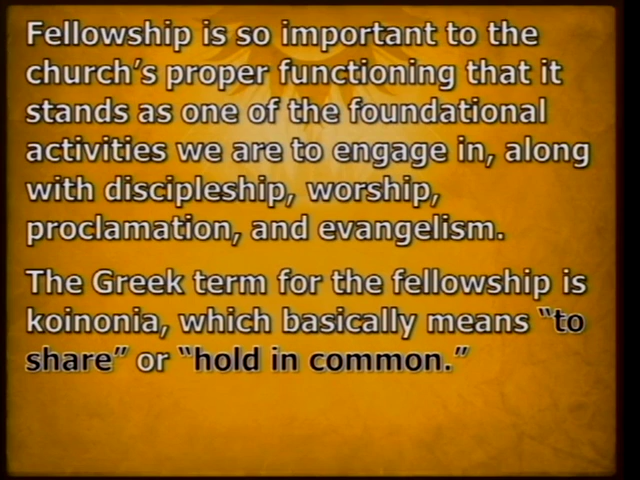 Fellowship is so important to the
church's proper functioning that it
stands as one of the foundational
activities we are to engage in, along
with discipleship, worship,
proclamation, and evangelism.
The Greek term for the fellowship is
koinonia, which basically means “to
share” or “hold in common.”